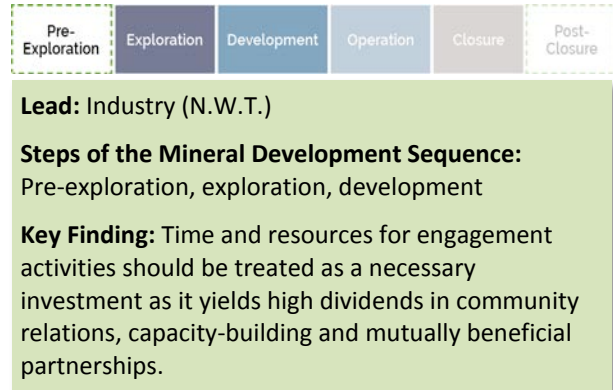 Pre-
Exploration
Exploration
Development
Operation
Closure
Post-
Closure
Lead: Industry (N.W.T.)
Steps of the Mineral Development Sequence:
Pre-exploration, exploration, development
Key Finding: Time and resources for engagement
activities should be treated as a necessary
investment as it yields high dividends in community
relations, capacity-building and mutually beneficial
partnerships.